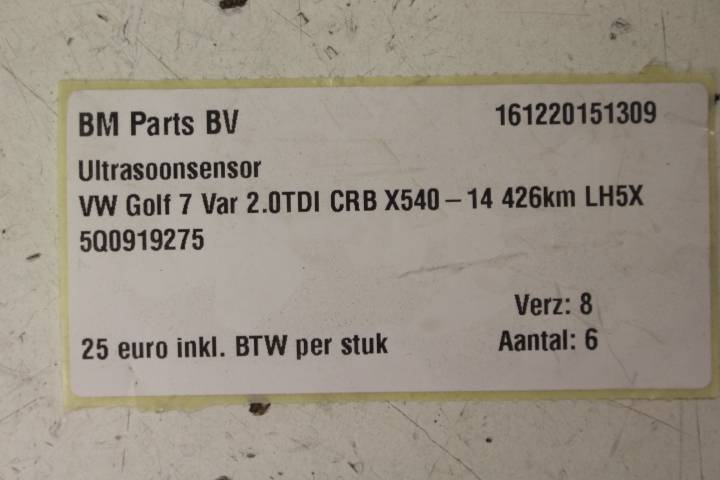 BM Parts BV 161220151309
Ultrasoonsensor
VW Golf 7 Var 2.0TDI CRB X540 – 14 426km LH5X
5Q0919275
Verz: 8
25 euro inkl. BTW per stuk Aantal: 6